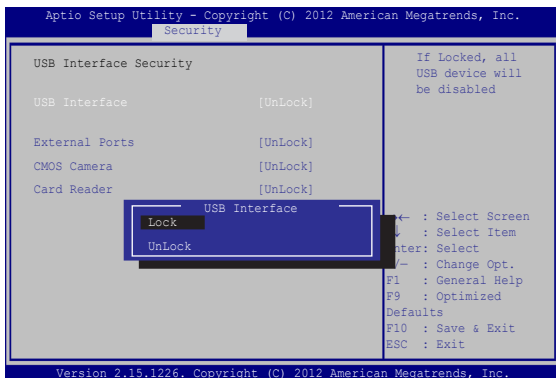 Aptio Setup Utility - Copyright (C) 2012 American Megatrends, Inc.
Security
USB Interface Security
USB Interface [UnLock]
External Ports [UnLock]
CMOS Camera [UnLock]
Card Reader [UnLock]
USB Interface
Lock
UnLock
If Locked, all
USB device will
be disabled
→← : Select Screen
↓ : Select Item
nter: Select
/— : Change Opt.
F1 : General Help
F9 : Optimized
Defaults
F10 : Save & Exit
ESC : Exit
Version 2.15.1226. Copyright (C) 2012 American Megatrends, Inc.